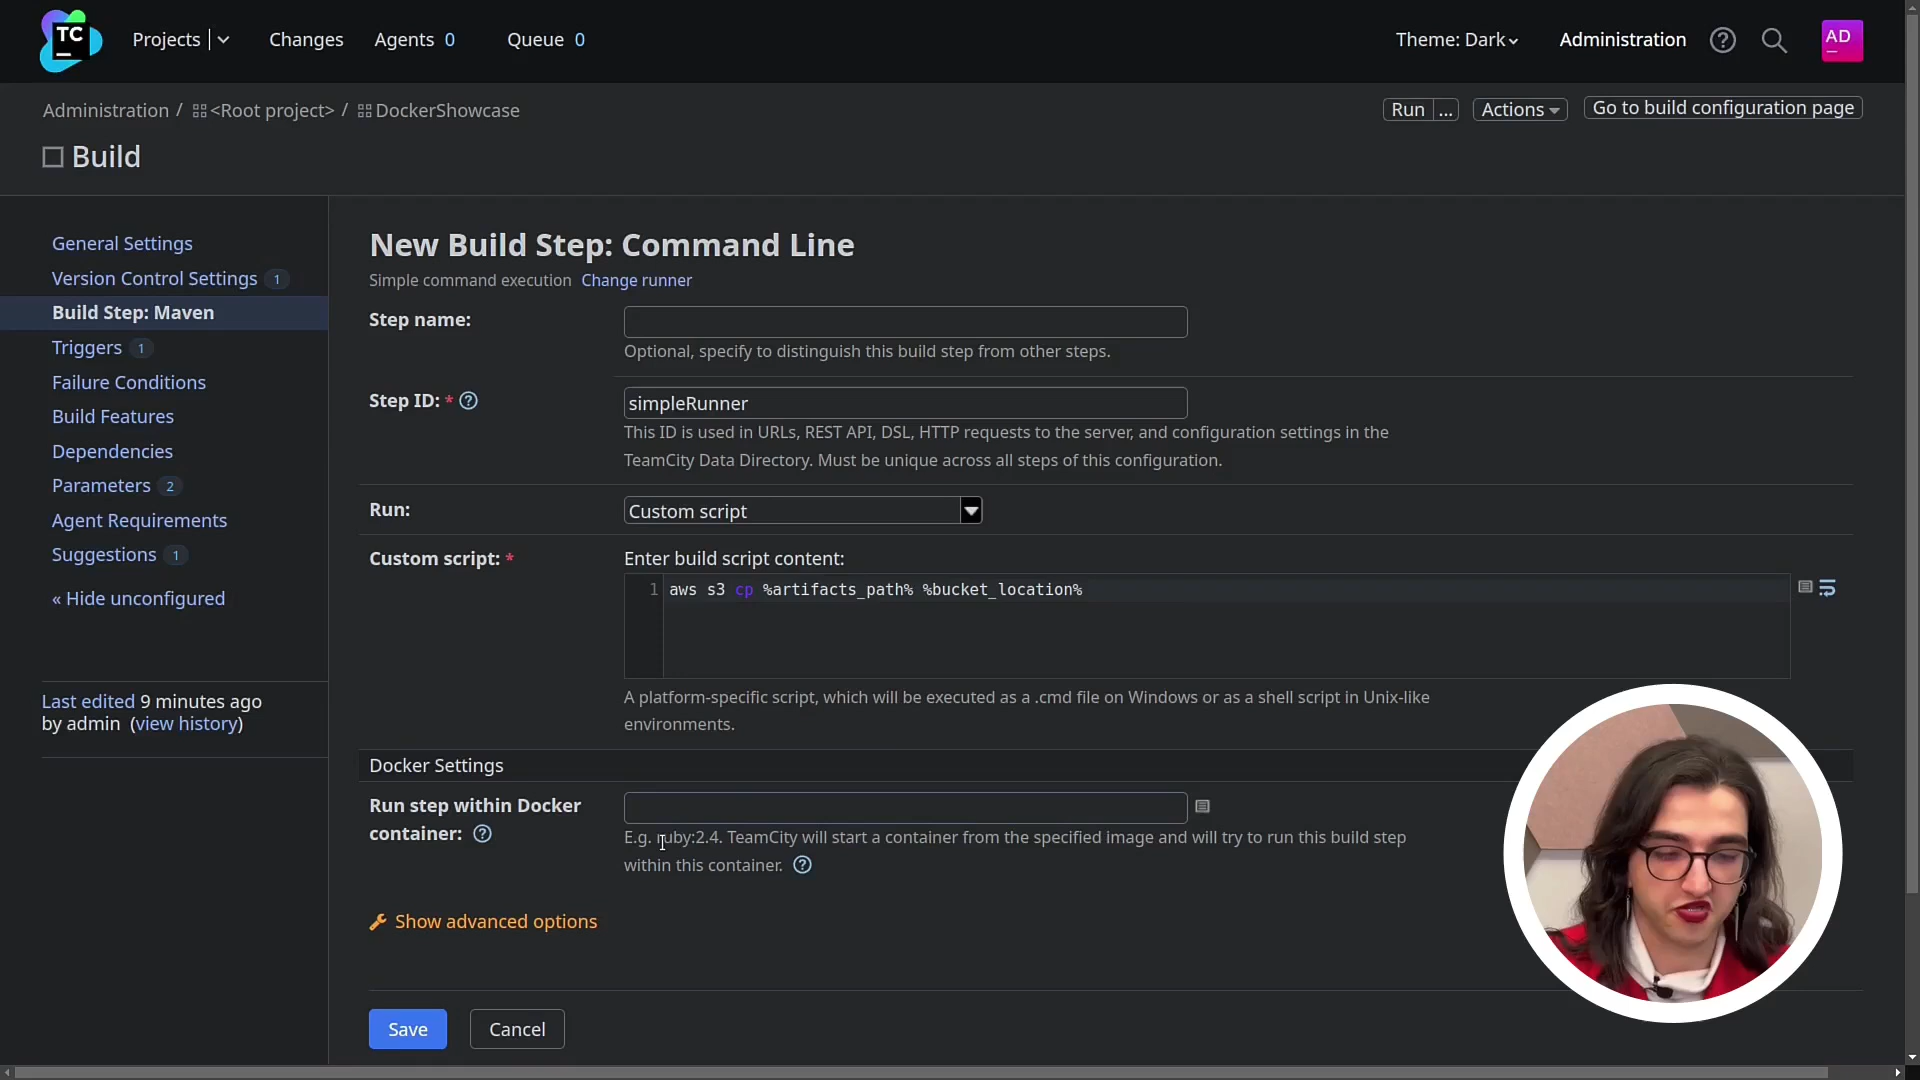 TC
Projects
Changes
Agents 0
Queue 0
Theme: Dark
Administration
AD
Administration / <Root project> / DockerShowcase
Run ...
Actions
Go to build configuration page
Build
General Settings
Version Control Settings 1
Build Step: Maven
Triggers 1
Failure Conditions
Build Features
Dependencies
Parameters 2
Agent Requirements
Suggestions 1
« Hide unconfigured
Last edited 9 minutes ago
by admin (view history)
New Build Step: Command Line
Simple command execution Change runner
Step name:
Optional, specify to distinguish this build step from other steps.
Step ID: *
simpleRunner
This ID is used in URLs, REST API, DSL, HTTP requests to the server, and configuration settings in the
TeamCity Data Directory. Must be unique across all steps of this configuration.
Run:
Custom script
Custom script: *
Enter build script content:
1 aws s3 cp %artifacts_path% %bucket_location%
A platform-specific script, which will be executed as a .cmd file on Windows or as a shell script in Unix-like
environments.
Docker Settings
Run step within Docker
container:
E.g. ruby:2.4. TeamCity will start a container from the specified image and will try to run this build step
within this container.
Show advanced options
Save
Cancel